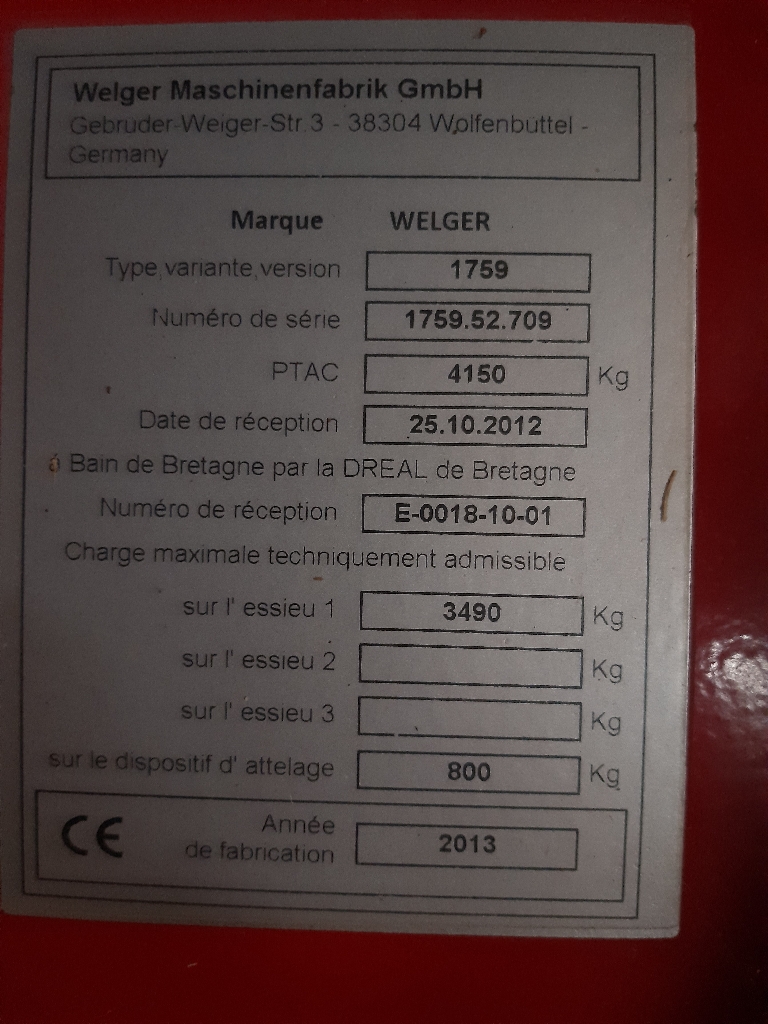 Welger Maschinenfabrik GmbH
Gebruder-Welger-Str.3 - 38304 Wolfenbuttel -
Germany
Marque WELGER
Type,variante,version 1759
Numéro de série 1759.52.709
PTAC 4150 Kg
Date de réception 25.10.2012
á Bain de Bretagne par la DREAL de Bretagne
Numéro de réception E-0018-10-01
Charge maximale techniquement admissible
sur l' essieu 1 3490 Kg
sur l' essieu 2 Kg
sur l' essieu 3 Kg
sur le dispositif d' attelage 800 Kg
CE Année
de fabrication 2013